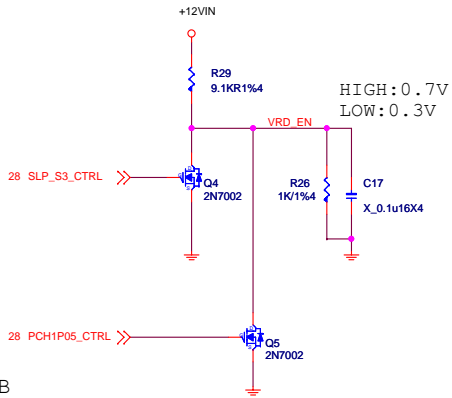 +12VIN
R29
9.1KR1%4
HIGH:0.7V
LOW:0.3V
VRD_EN
28 SLP_S3_CTRL
Q4
2N7002
R26
1K/1%4
C17
X_0.1u16X4
28 PCH1P05_CTRL
Q5
2N7002
B